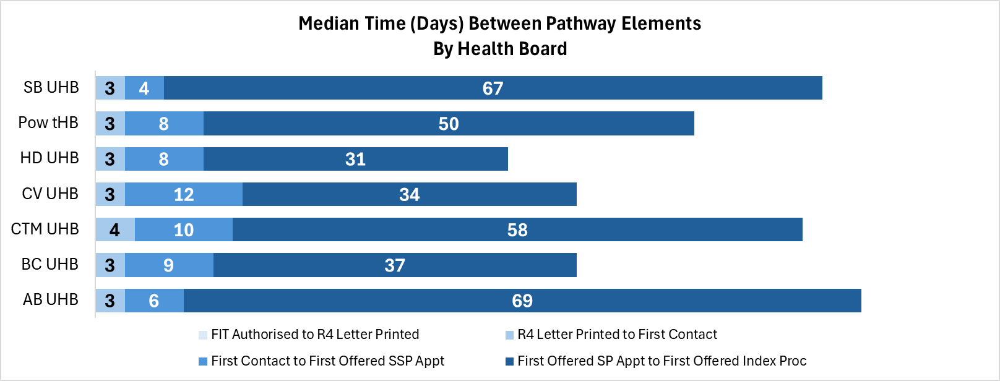 Median Time (Days) Between Pathway Elements
By Health Board
SB UHB 3 4 67
Pow tHB 3 8 50
HD UHB 3 8 31
CV UHB 3 12 34
CTM UHB 4 10 58
BC UHB 3 9 37
AB UHB 3 6 69
FIT Authorised to R4 Letter Printed R4 Letter Printed to First Contact
First Contact to First Offered SSP Appt First Offered SP Appt to First Offered Index Proc